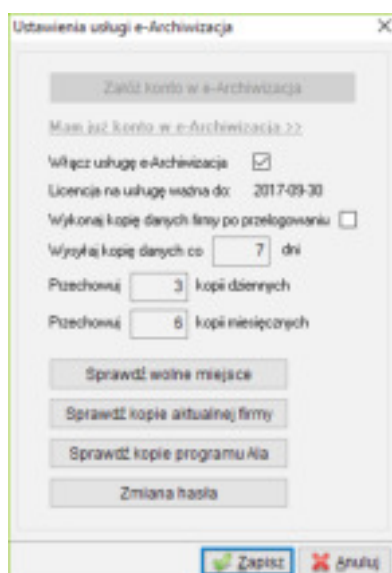 Ustawienia usługi e-Archiwizacja
Załóż konto w e-Archiwizacja
Mam już konto w e-Archiwizacja >>
Włącz usługę e-Archiwizacja
Licencja na usługę ważna do: 2017-09-30
Wykonaj kopię danych firmy po przelogowaniu
Wysyłaj kopię danych co 7 dni
Przechowuj 3 kopii dziennych
Przechowuj 6 kopii miesięcznych
Sprawdź wolne miejsce
Sprawdź kopie aktualnej firmy
Sprawdź kopie programu Ala
Zmiana hasła
Zapisz Anuluj